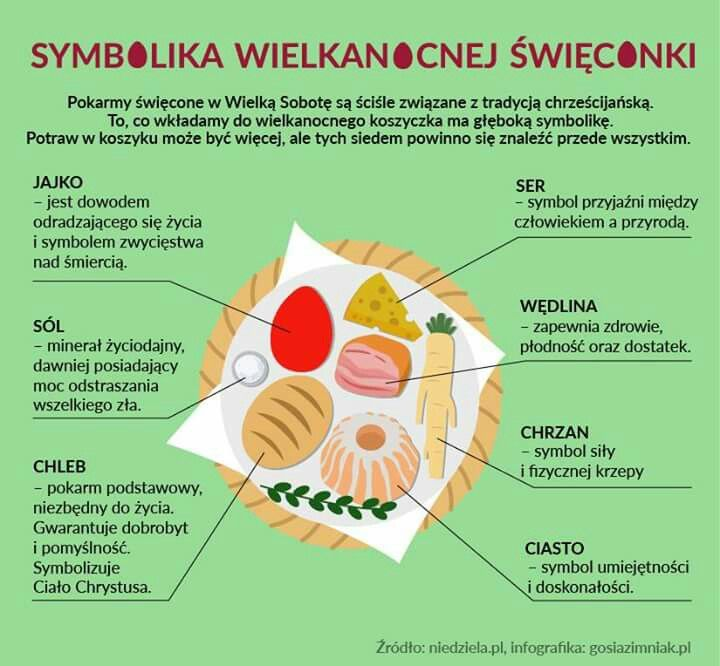 SYMBOLIKA WIELKANOCNEJ ŚWIĘCONKI
Pokarmy święcone w Wielką Sobotę są ściśle związane z tradycją chrześcijańską.
To, co wkładamy do wielkanocnego koszyczka ma głęboką symbolikę.
Potraw w koszyku może być więcej, ale tych siedem powinno się znaleźć przede wszystkim.
JAJKO
– jest dowodem
odradzającego się życia
i symbolem zwycięstwa
nad śmiercią.
SÓL
– minerał życiodajny,
dawniej posiadający
moc odstraszania
wszelkiego zła.
CHLEB
– pokarm podstawowy,
niezbędny do życia.
Gwarantuje dobrobyt
i pomyślność.
Symbolizuje
Ciało Chrystusa.
SER
– symbol przyjaźni między
człowiekiem a przyrodą.
WĘDLINA
– zapewnia zdrowie,
płodność oraz dostatek.
CHRZAN
– symbol siły
i fizycznej krzepy
CIASTO
– symbol umiejętności
i doskonałości.
Źródło: niedziela.pl, infografika: gosiazimniak.pl